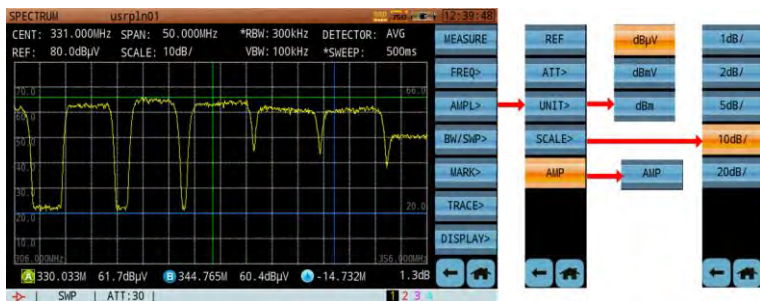 SPECTRUM usrpln01 12:39:48
CENT: 331.000MHz SPAN: 50.000MHz *RBW: 300kHz DETECTOR: AVG
REF: 80.0dBµV SCALE: 10dB/ VBW: 100kHz *SWEEP: 500ms
70.0
66.0
60.0
50.0
40.0
30.0
20.0
20.0
10.0
306.000MHz
356.000MHz
A 330.033M 61.7dBµV B 344.765M 60.4dBµV -14.732M 1.3dB
SWP | ATT:30 |
1 2 3 4
MEASURE
FREQ>
AMPL>
BW/SWP>
MARK>
TRACE>
DISPLAY>
REF
ATT>
UNIT>
SCALE>
AMP
dBµV
dBmV
dBm
AMP
1dB/
2dB/
5dB/
10dB/
20dB/